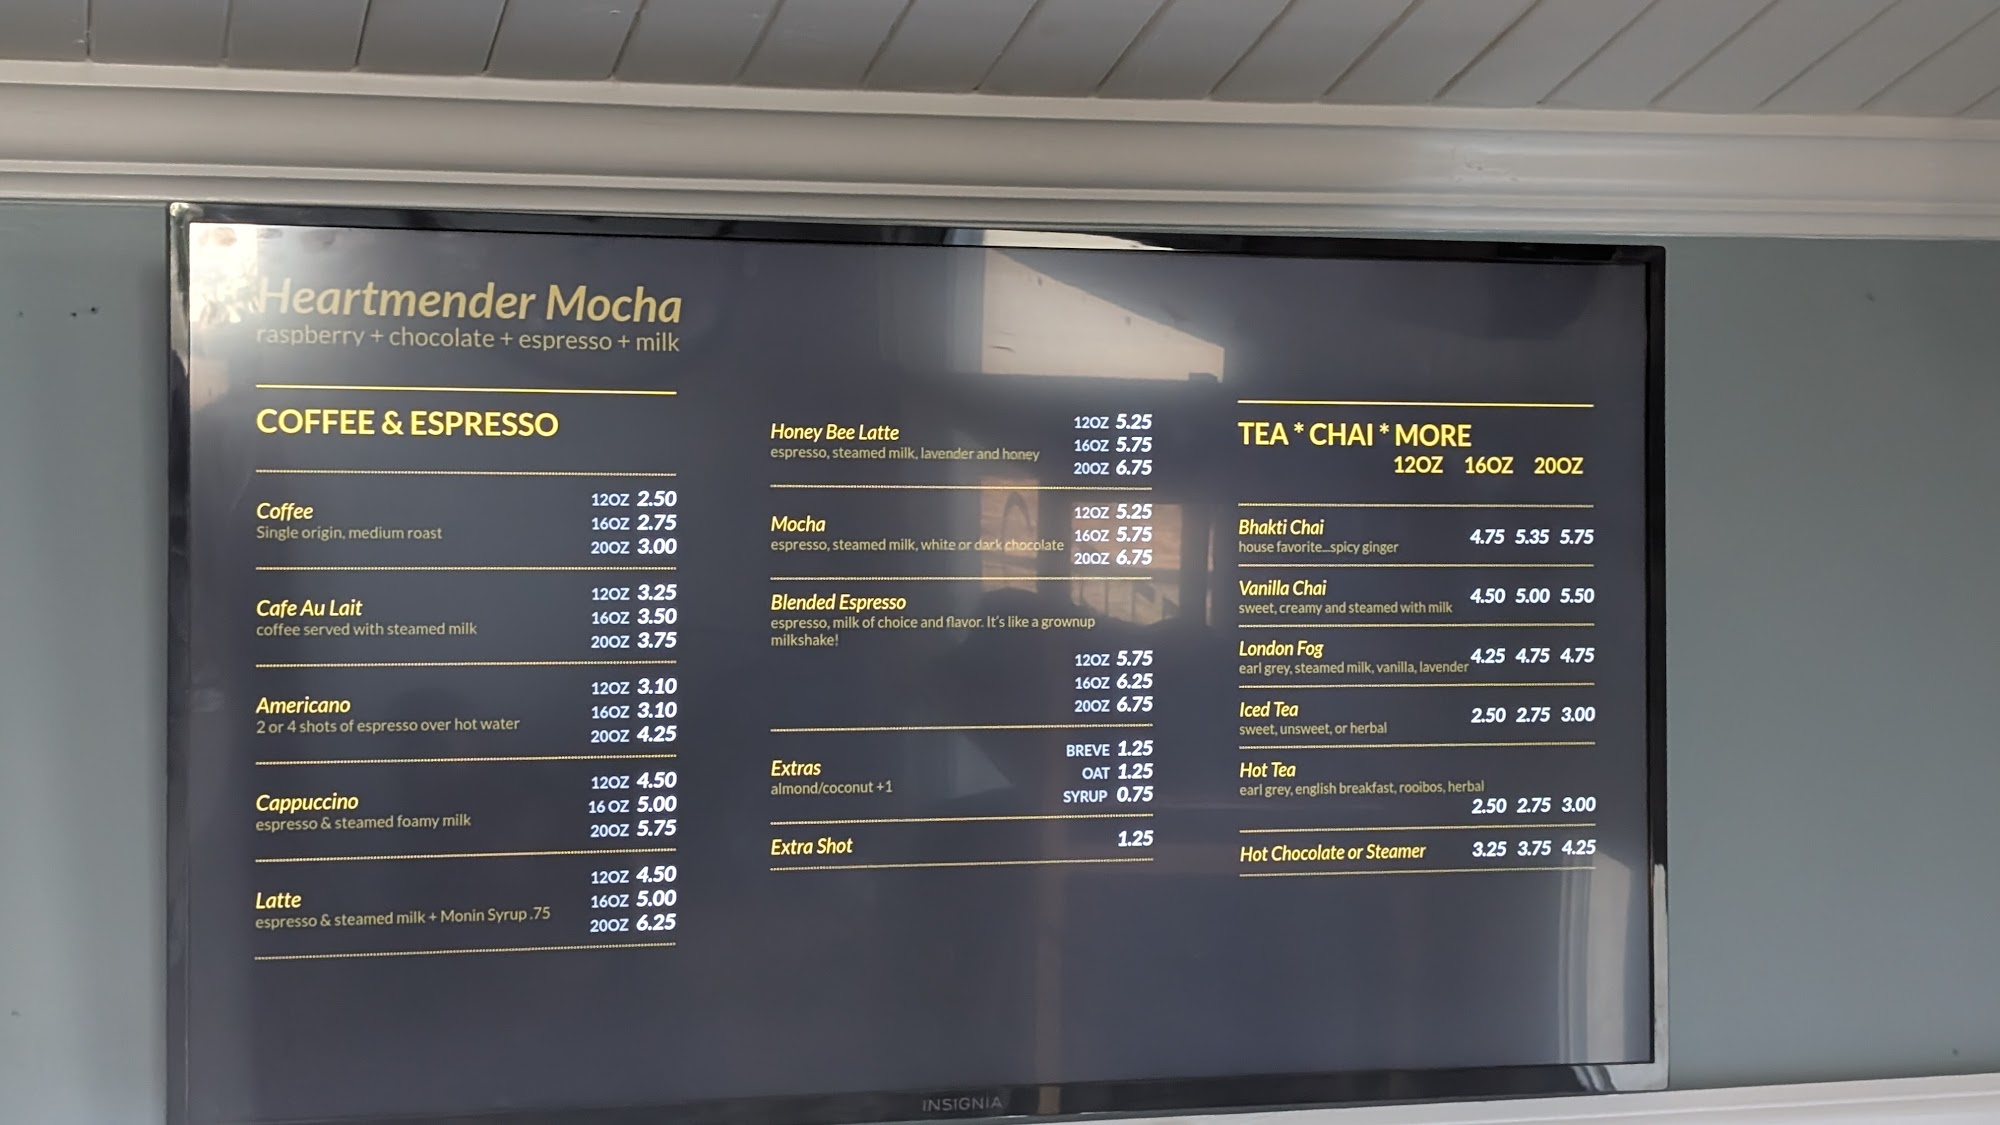 Heartmender Mocha
raspberry + chocolate + espresso + milk
COFFEE & ESPRESSO
Coffee
Single origin, medium roast
12OZ 2.50
16OZ 2.75
20OZ 3.00
Cafe Au Lait
coffee served with steamed milk
12OZ 3.25
16OZ 3.50
20OZ 3.75
Americano
2 or 4 shots of espresso over hot water
12OZ 3.10
16OZ 3.10
20OZ 4.25
Cappuccino
espresso & steamed foamy milk
12OZ 4.50
16 OZ 5.00
20OZ 5.75
Latte
espresso & steamed milk + Monin Syrup .75
12OZ 4.50
16OZ 5.00
20OZ 6.25
Honey Bee Latte
espresso, steamed milk, lavender and honey
12OZ 5.25
16OZ 5.75
20OZ 6.75
Mocha
espresso, steamed milk, white or dark chocolate
12OZ 5.25
16OZ 5.75
20OZ 6.75
Blended Espresso
espresso, milk of choice and flavor. It's like a grownup
milkshake!
12OZ 5.75
16OZ 6.25
20OZ 6.75
Extras
almond/coconut +1
BREVE 1.25
OAT 1.25
SYRUP 0.75
Extra Shot 1.25
TEA * CHAI * MORE
12OZ 16OZ 20OZ
Bhakti Chai
house favorite...spicy ginger
4.75 5.35 5.75
Vanilla Chai
sweet, creamy and steamed with milk
4.50 5.00 5.50
London Fog
earl grey, steamed milk, vanilla, lavender
4.25 4.75 4.75
Iced Tea
sweet, unsweet, or herbal
2.50 2.75 3.00
Hot Tea
earl grey, english breakfast, rooibos, herbal
2.50 2.75 3.00
Hot Chocolate or Steamer 3.25 3.75 4.25
INSIGNIA